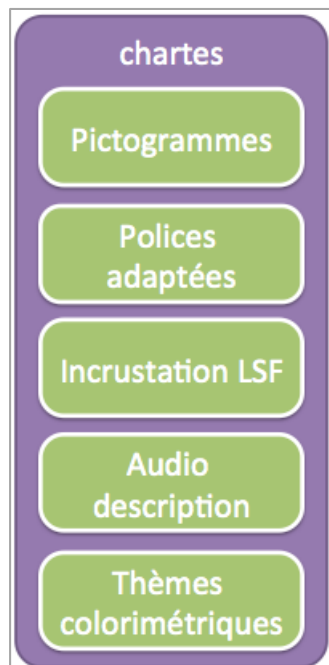 chartes
Pictogrammes
Polices
adaptées
Incrustation LSF
Audio
description
Thèmes
colorimétriques